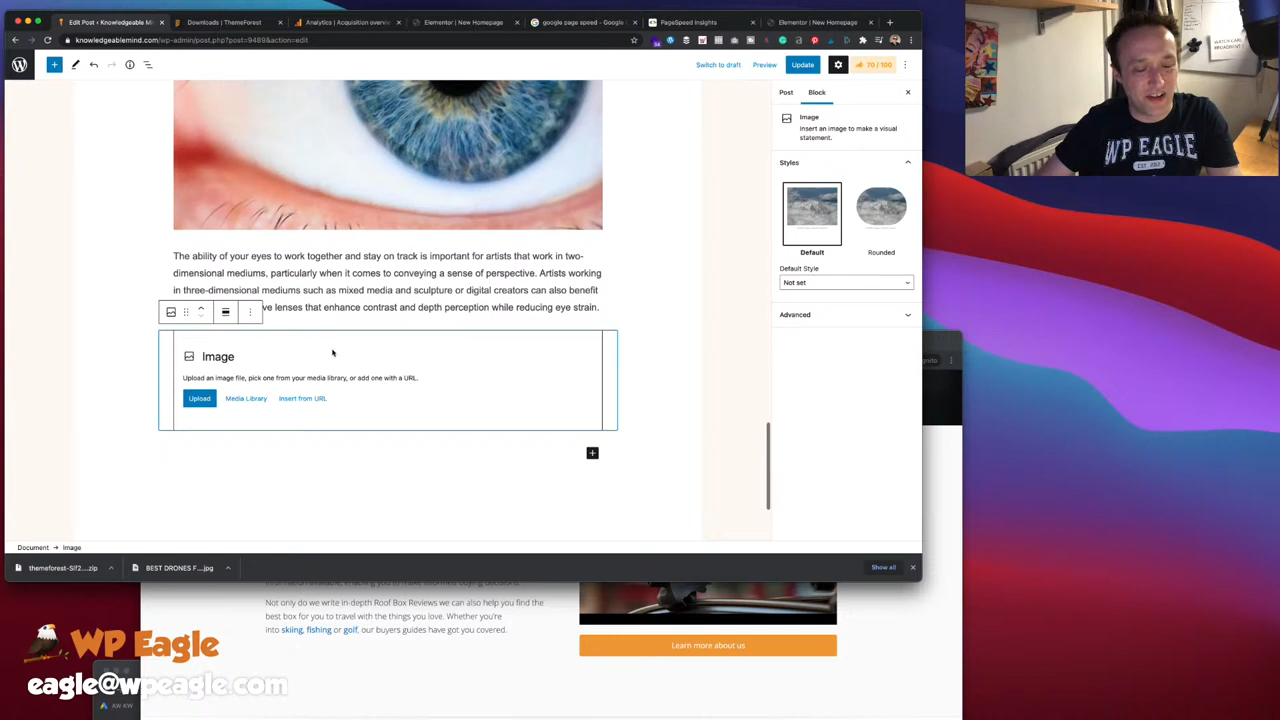 Edit Post ‹ Knowledgeable Mi
Downloads | ThemeForest
Analytics | Acquisition overvie
Elementor | New Homepage
google page speed - Google
PageSpeed Insights
Elementor | New Homepage
knowledgeablemind.com/wp-admin/post.php?post=9489&action=edit
Switch to draft
Preview
Update
70 / 100
Post
Block
Image
Insert an image to make a visual
statement.
Styles
Default
Rounded
Default Style
Not set
Advanced
The ability of your eyes to work together and stay on track is important for artists that work in two-
dimensional mediums, particularly when it comes to conveying a sense of perspective. Artists working
in three-dimensional mediums such as mixed media and sculpture or digital creators can also benefit
ve lenses that enhance contrast and depth perception while reducing eye strain.
Image
Upload an image file, pick one from your media library, or add one with a URL.
Upload
Media Library
Insert from URL
Document → Image
themeforest-Sif2....zip
BEST DRONES F....jpg
Show all
Not only do we write in-depth Roof Box Reviews we can also help you find the
best box for you to travel with the things you love. Whether you're
into skiing, fishing or golf, our buyers guides have got you covered.
Learn more about us
WP Eagle
eagle@wpeagle.com
AW KW
WP EAGLE